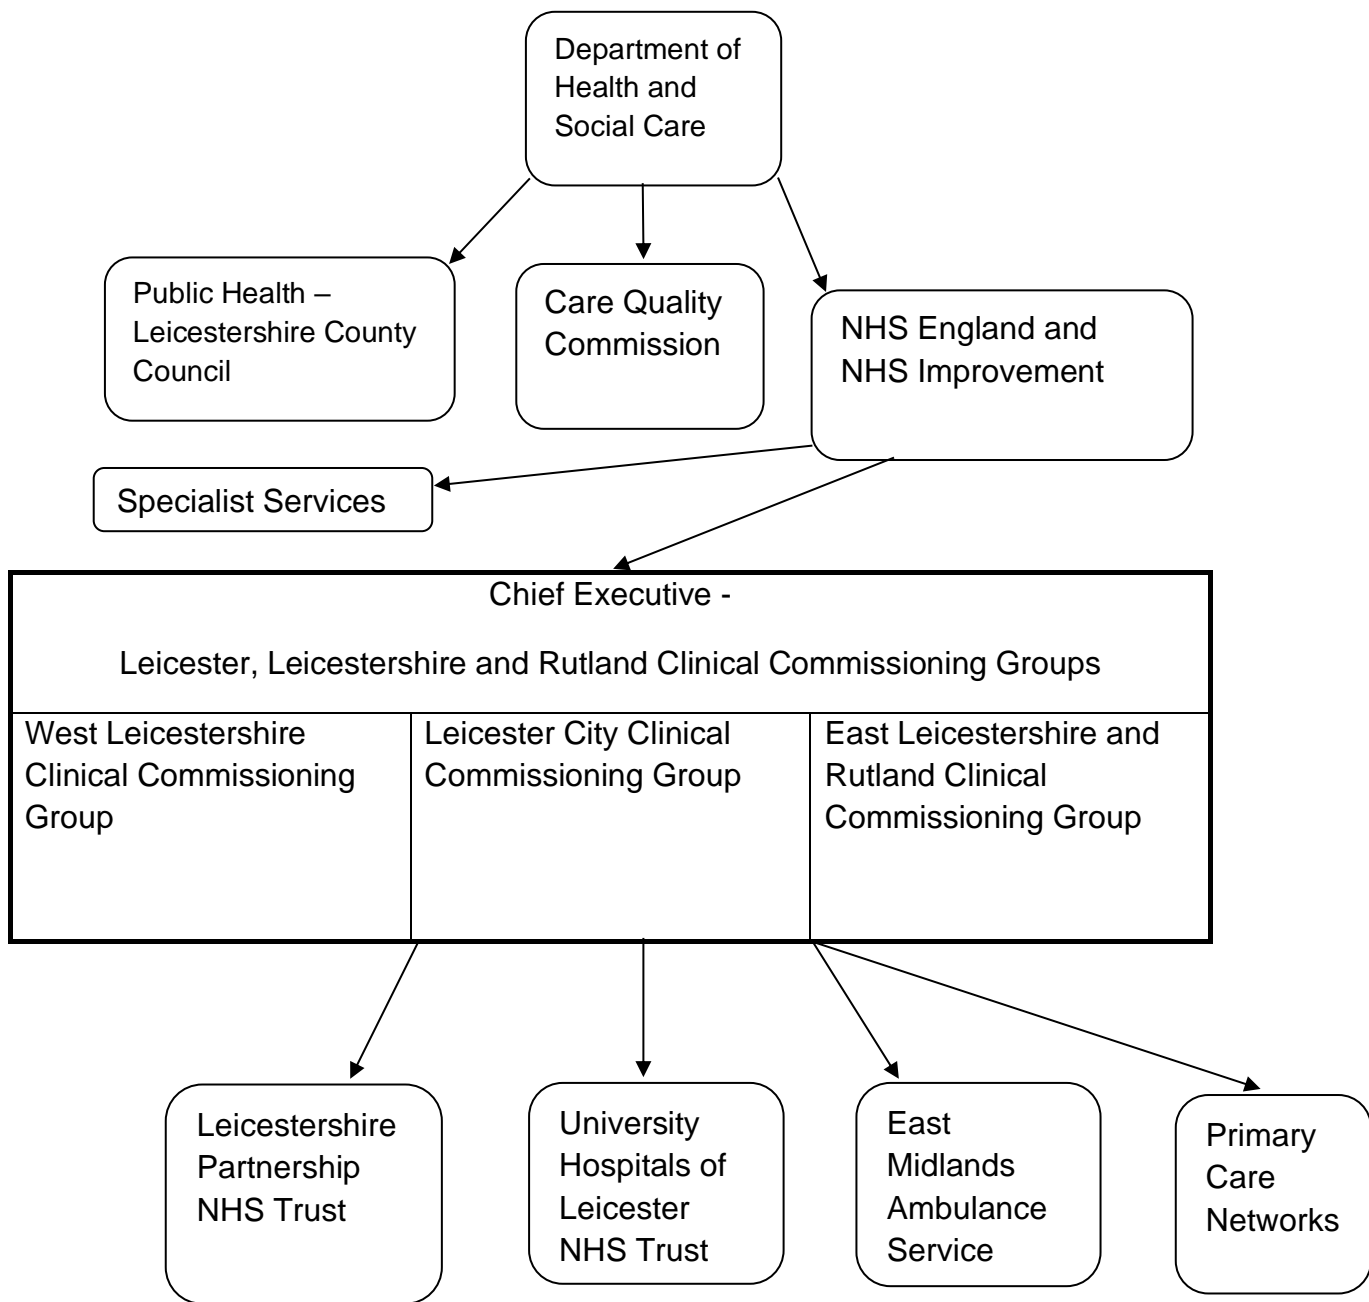 Department of
Health and
Social Care
Public Health –
Leicestershire County
Council
Care Quality
Commission
NHS England and
NHS Improvement
Specialist Services
Chief Executive -
Leicester, Leicestershire and Rutland Clinical Commissioning Groups
West Leicestershire
Clinical Commissioning
Group
Leicester City Clinical
Commissioning Group
East Leicestershire and
Rutland Clinical
Commissioning Group
Leicestershire
Partnership
NHS Trust
University
Hospitals of
Leicester
NHS Trust
East
Midlands
Ambulance
Service
Primary
Care
Networks